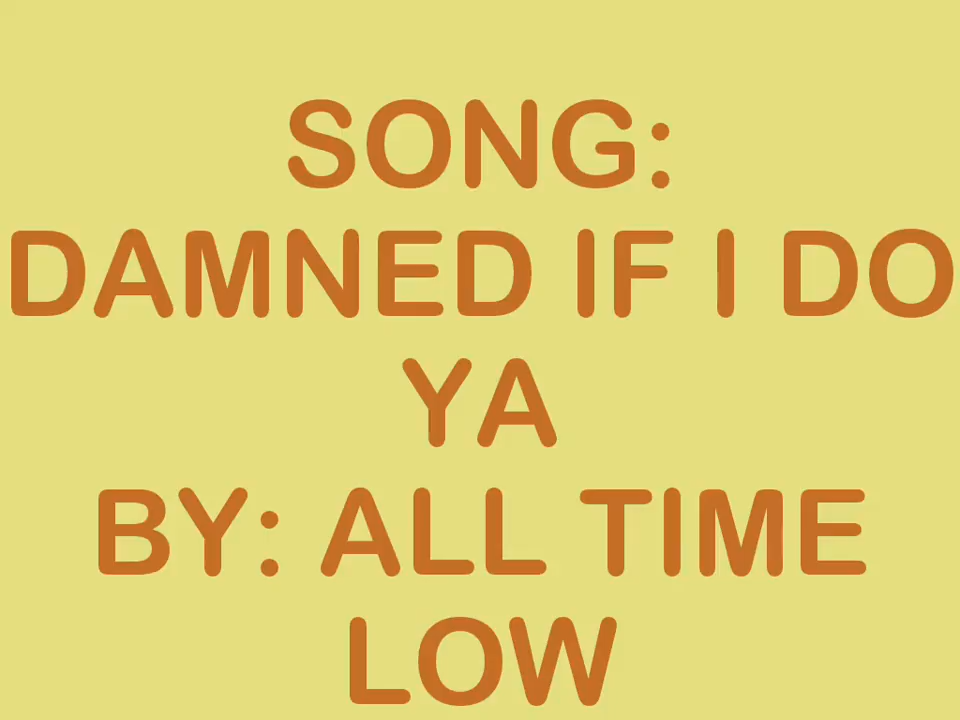 SONG:
DAMNED IF I DO
YA
BY: ALL TIME
LOW